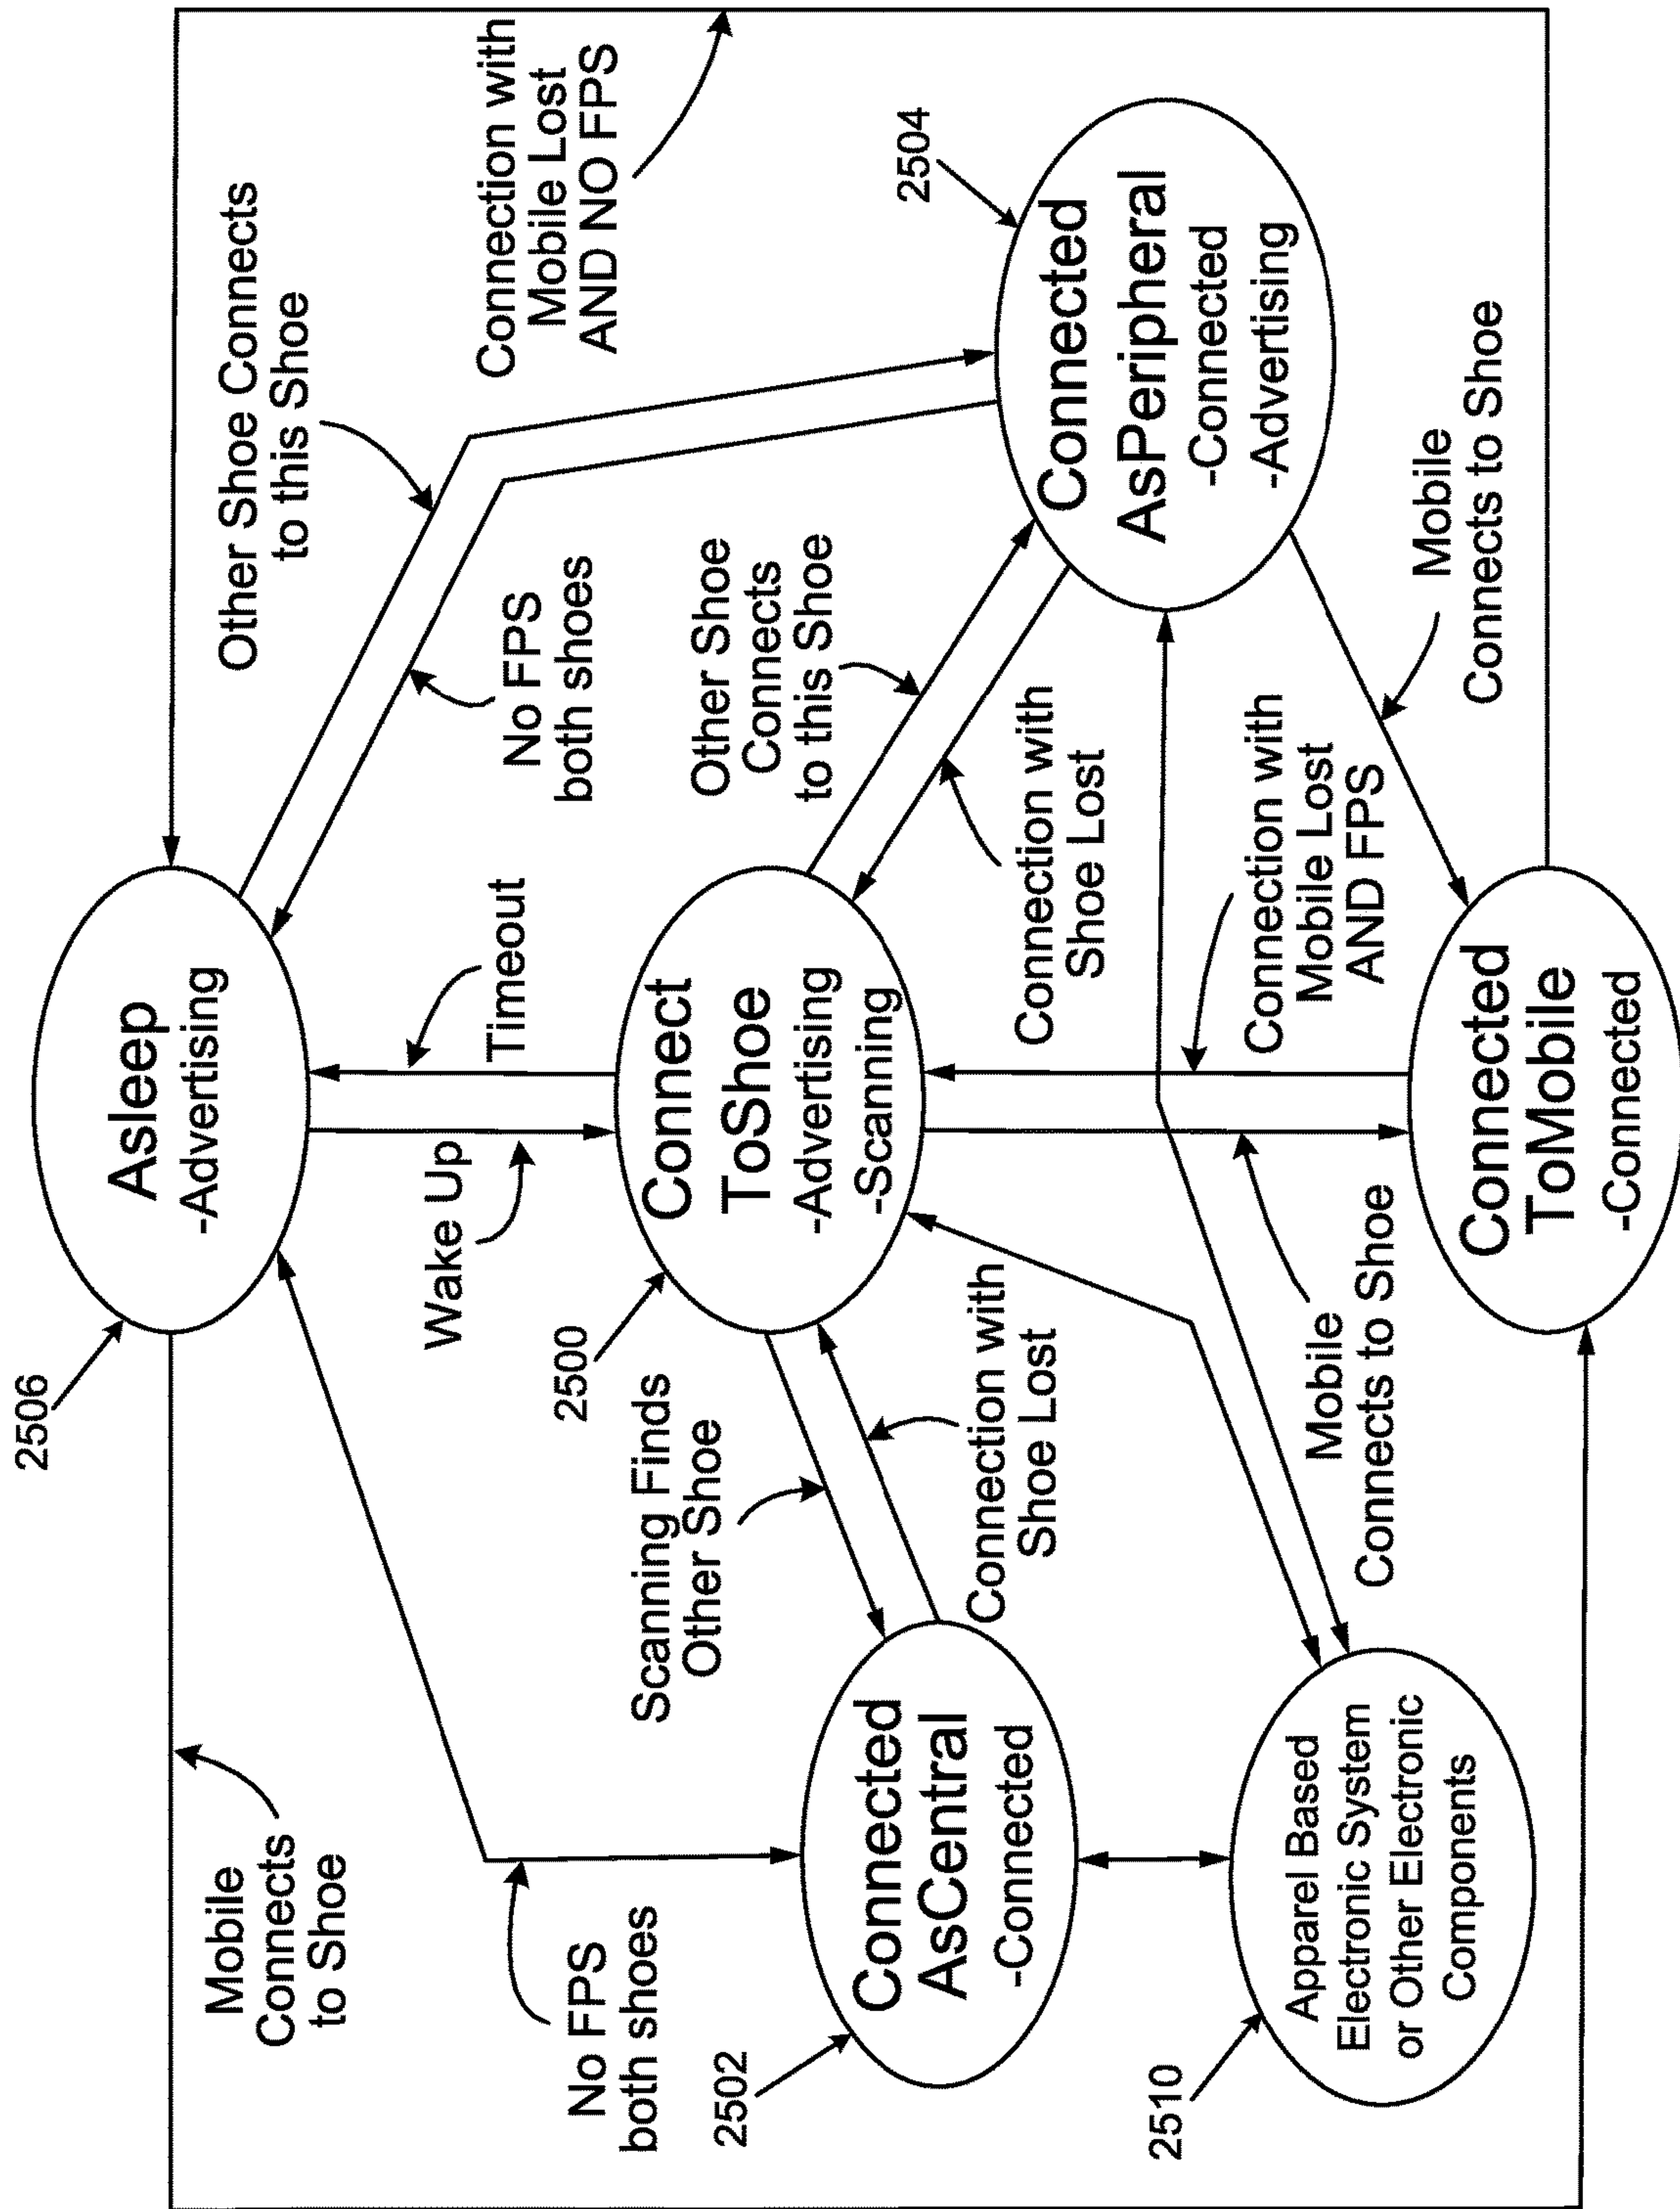 2506
Asleep
-Advertising
Mobile
Connects
to Shoe
Other Shoe Connects
to this Shoe
Connection with
Mobile Lost
AND NO FPS
No FPS
both shoes
Wake Up
Timeout
No FPS
both shoes
2500
Connect
ToShoe
-Advertising
-Scanning
Scanning Finds
Other Shoe
Connection with
Shoe Lost
Other Shoe
Connects
to this Shoe
Connection with
Shoe Lost
2504
Connected
AsPeripheral
-Connected
-Advertising
2502
Connected
AsCentral
-Connected
2510
Apparel Based
Electronic System
or Other Electronic
Components
Mobile
Connects to Shoe
Connection with
Mobile Lost
AND FPS
Mobile
Connects to Shoe
Connected
ToMobile
-Connected